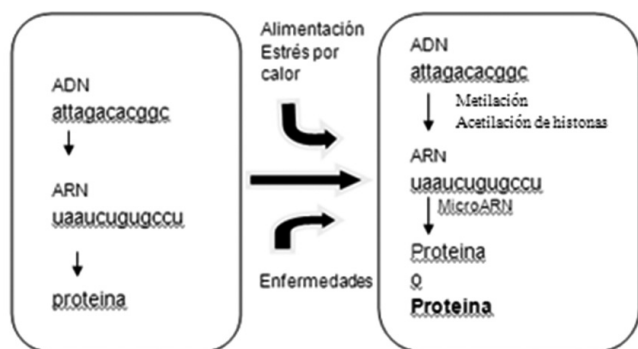 ADN
attagacacggc
ARN
uaaucugugccu
proteina
Alimentación
Estrés por
calor
Enfermedades
ADN
attagacacggc
Metilación
Acetilación de histonas
ARN
uaaucugugccu
MicroARN
Proteina
o
Proteina